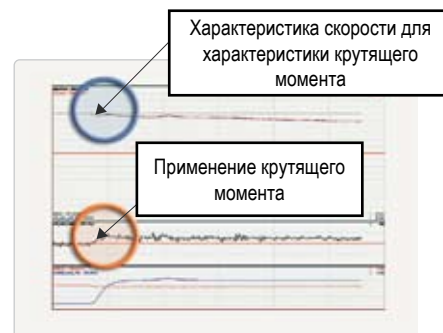 Характеристика скорости для
характеристики крутящего
момента
Применение крутящего
момента